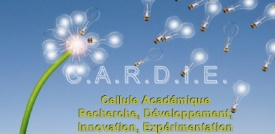 C.A.R.D.I.E.
Cellule Académique
Recherche, Développement,
Innovation, Expérimentation